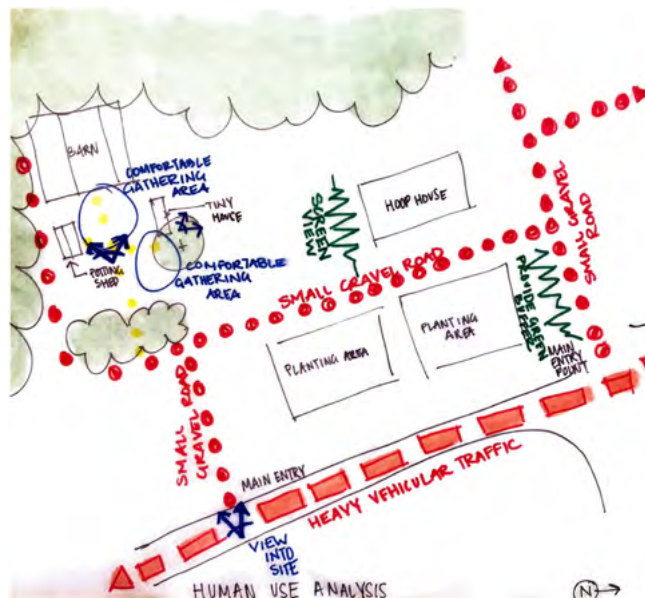 BARN
COMFORTABLE
GATHERING
AREA
TINY
HOUSE
POTTING
SHED
COMFORTABLE
GATHERING
AREA
SCREEN
VIEW
HOOP HOUSE
SMALL GRAVEL
ROAD
SMALL GRAVEL ROAD
PROVIDE GREEN
BUFFER
PLANTING AREA
PLANTING
AREA
MAIN
ENTRY
POINT
SMALL
GRAVEL ROAD
MAIN ENTRY
HEAVY VEHICULAR TRAFFIC
VIEW
INTO
SITE
HUMAN USE ANALYSIS
N